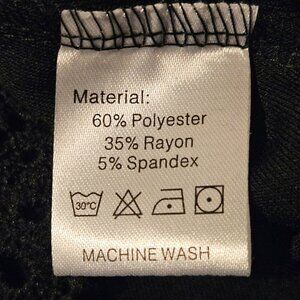 Material:
60% Polyester
35% Rayon
5% Spandex
30°C
MACHINE WASH